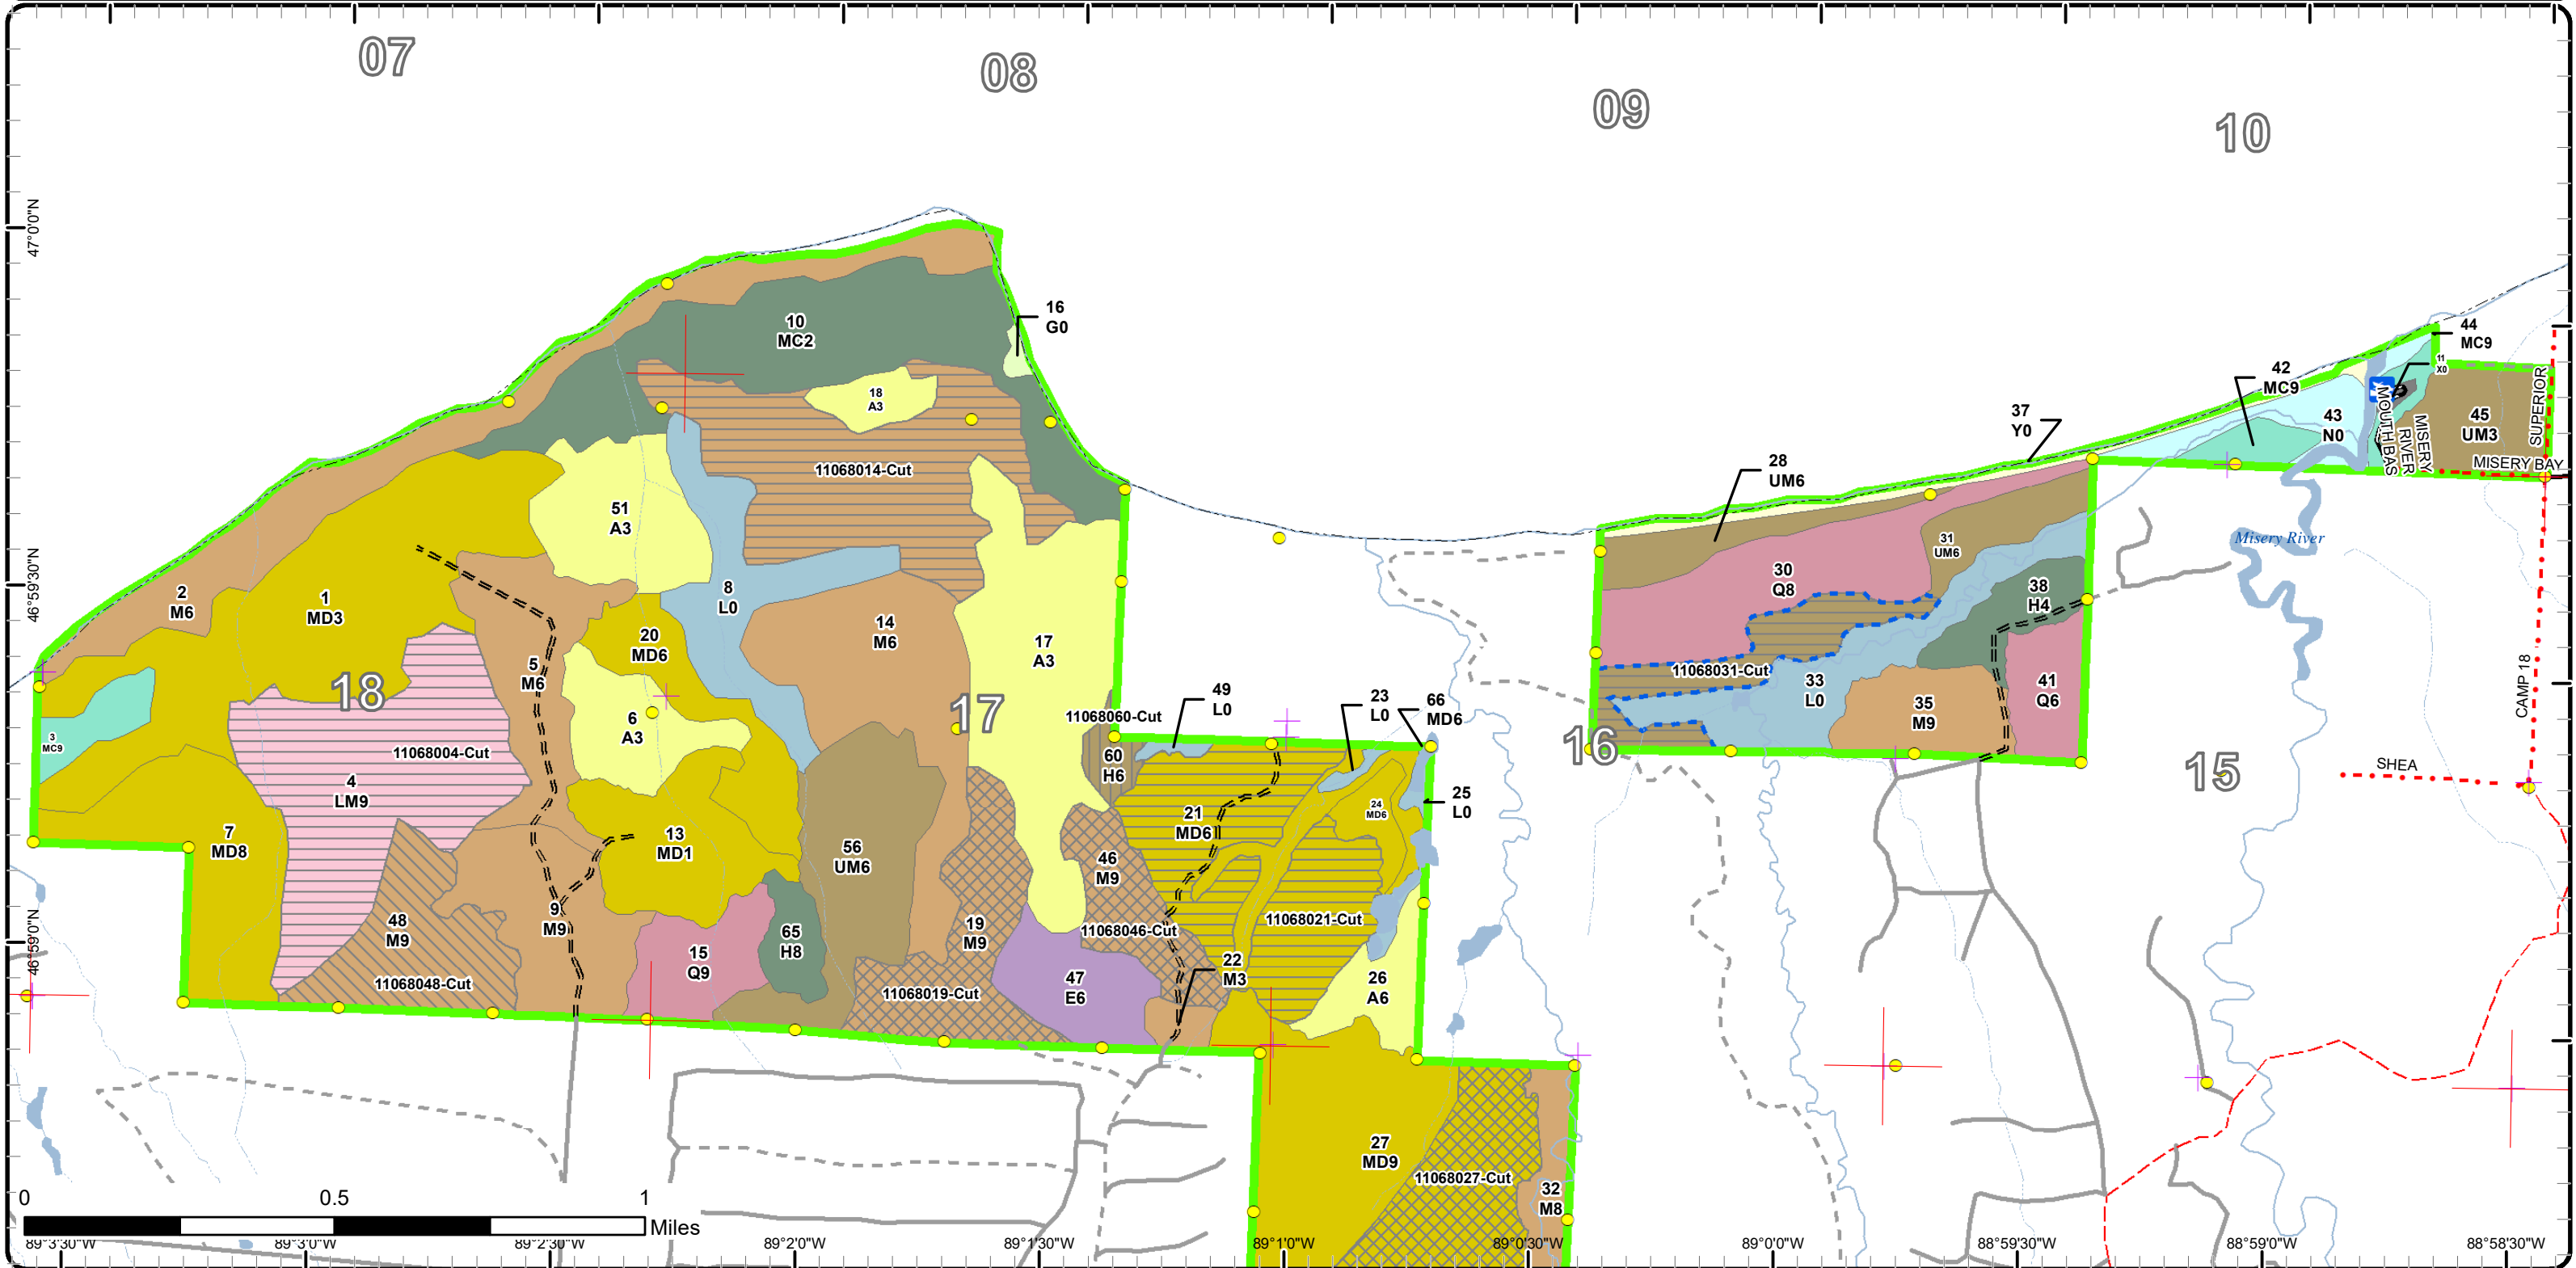 07
08
09
10
47°0'0"N
46°59'30"N
46°59'0"N
10
MC2
16
G0
18
A3
11068014-Cut
51
A3
2
M6
1
MD3
8
L0
20
MD6
14
M6
17
A3
5
M6
18
17
6
A3
3
MC9
11068004-Cut
4
LM9
7
MD8
13
MD1
56
UM6
48
M9
9
M9
11068048-Cut
15
Q9
65
H8
19
M9
11068019-Cut
47
E6
46
M9
11068046-Cut
22
M3
11068060-Cut
60
H6
49
L0
23
L0
66
MD6
21
MD6
24
MD6
25
L0
11068021-Cut
26
A6
27
MD9
11068027-Cut
32
M8
28
UM6
37
Y0
30
Q8
31
UM6
38
H4
11068031-Cut
33
L0
35
M9
41
Q6
16
15
42
MC9
43
N0
44
MC9
11
X0
45
UM3
MOUTH BAS
MISERY
RIVER
SUPERIOR
MISERY BAY
Misery River
CAMP 18
SHEA
0
0.5
1
Miles
89°3'30"W
89°3'0"W
89°2'30"W
89°2'0"W
89°1'30"W
89°1'0"W
89°0'30"W
89°0'0"W
88°59'30"W
88°59'0"W
88°58'30"W